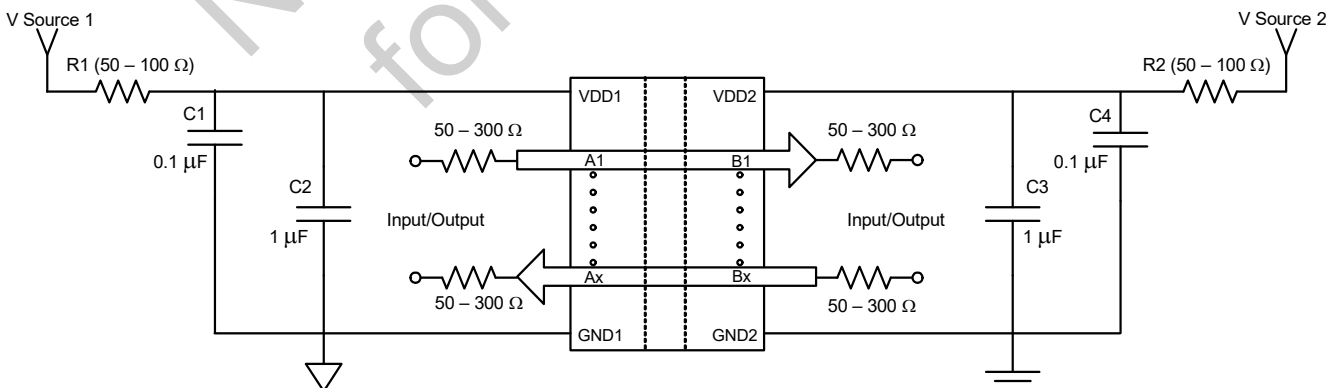 V Source 1
V Source 2
R1 (50 – 100 Ω)
R2 (50 – 100 Ω)
VDD1
VDD2
C1
0.1 μF
C4
0.1 μF
50 – 300 Ω
50 – 300 Ω
A1
B1
C2
1 μF
C3
1 μF
Input/Output
Input/Output
Ax
Bx
50 – 300 Ω
50 – 300 Ω
GND1
GND2
for